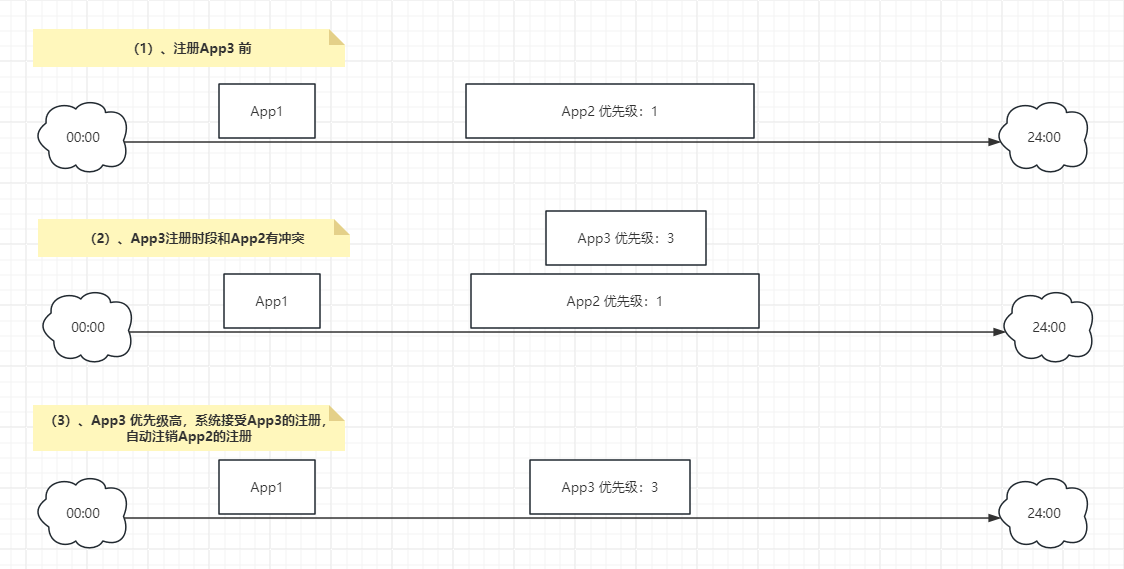 （1）、注册App3 前
App1
App2 优先级：1
00:00
24:00
（2）、App3注册时段和App2有冲突
App3 优先级：3
App1
App2 优先级：1
00:00
24:00
（3）、App3 优先级高，系统接受App3的注册，
自动注销App2的注册
App1
App3 优先级：3
00:00
24:00